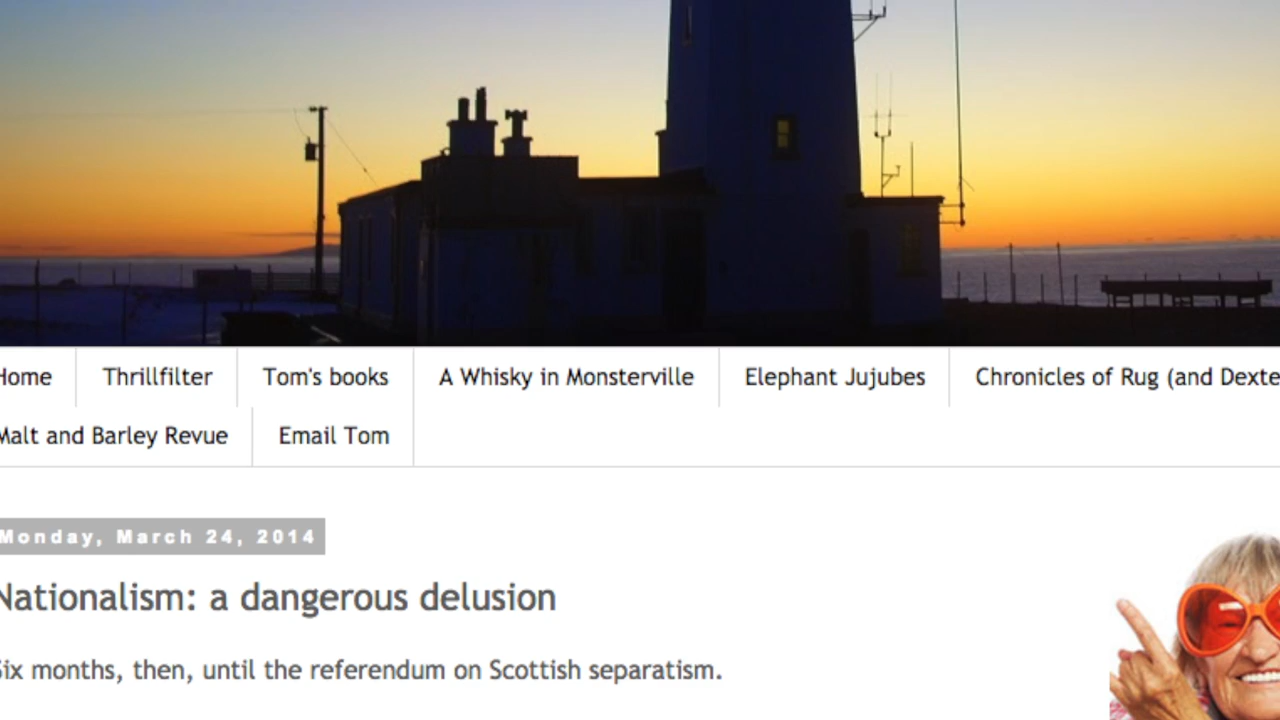 Home Thrillfilter Tom's books A Whisky in Monsterville Elephant Jujubes Chronicles of Rug (and Dexte
Malt and Barley Revue Email Tom
Monday, March 24, 2014
Nationalism: a dangerous delusion
Six months, then, until the referendum on Scottish separatism.